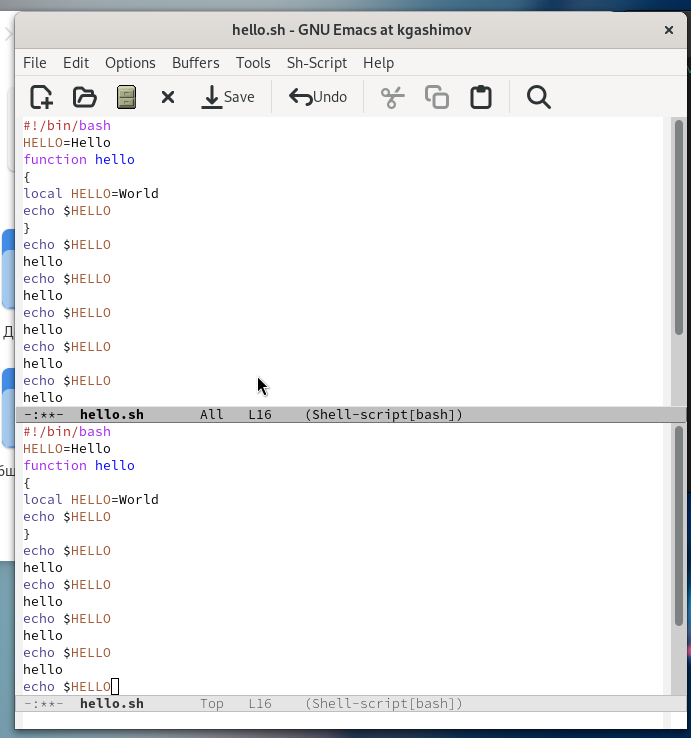 hello.sh - GNU Emacs at kgashimov
File Edit Options Buffers Tools Sh-Script Help
Save Undo
#!/bin/bash
HELLO=Hello
function hello
{
local HELLO=World
echo $HELLO
}
echo $HELLO
hello
echo $HELLO
hello
echo $HELLO
hello
echo $HELLO
hello
echo $HELLO
hello
-:**- hello.sh All L16 (Shell-script[bash])
#!/bin/bash
HELLO=Hello
function hello
{
local HELLO=World
echo $HELLO
}
echo $HELLO
hello
echo $HELLO
hello
echo $HELLO
hello
echo $HELLO
hello
echo $HELLO
-:**- hello.sh Top L16 (Shell-script[bash])